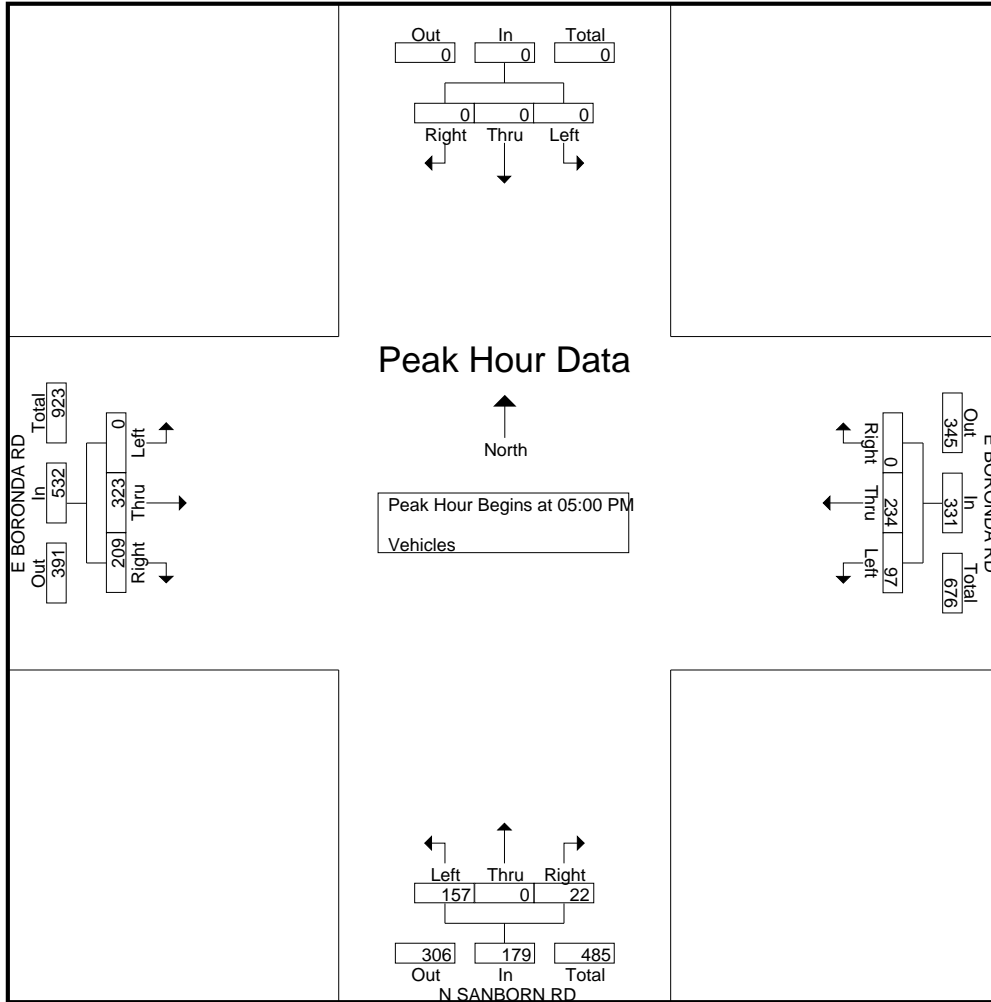 Out In Total
0 0 0
0 0 0
Right Thru Left
Peak Hour Data
North
Peak Hour Begins at 05:00 PM
Vehicles
E BORONDA RD
Total In Out
923 532 391
0 323 209
Left Thru Right
Right Thru Left
0 234 97
Out In Total
345 331 676
E BORONDA RD
Left Thru Right
157 0 22
306 179 485
Out In Total
N SANBORN RD